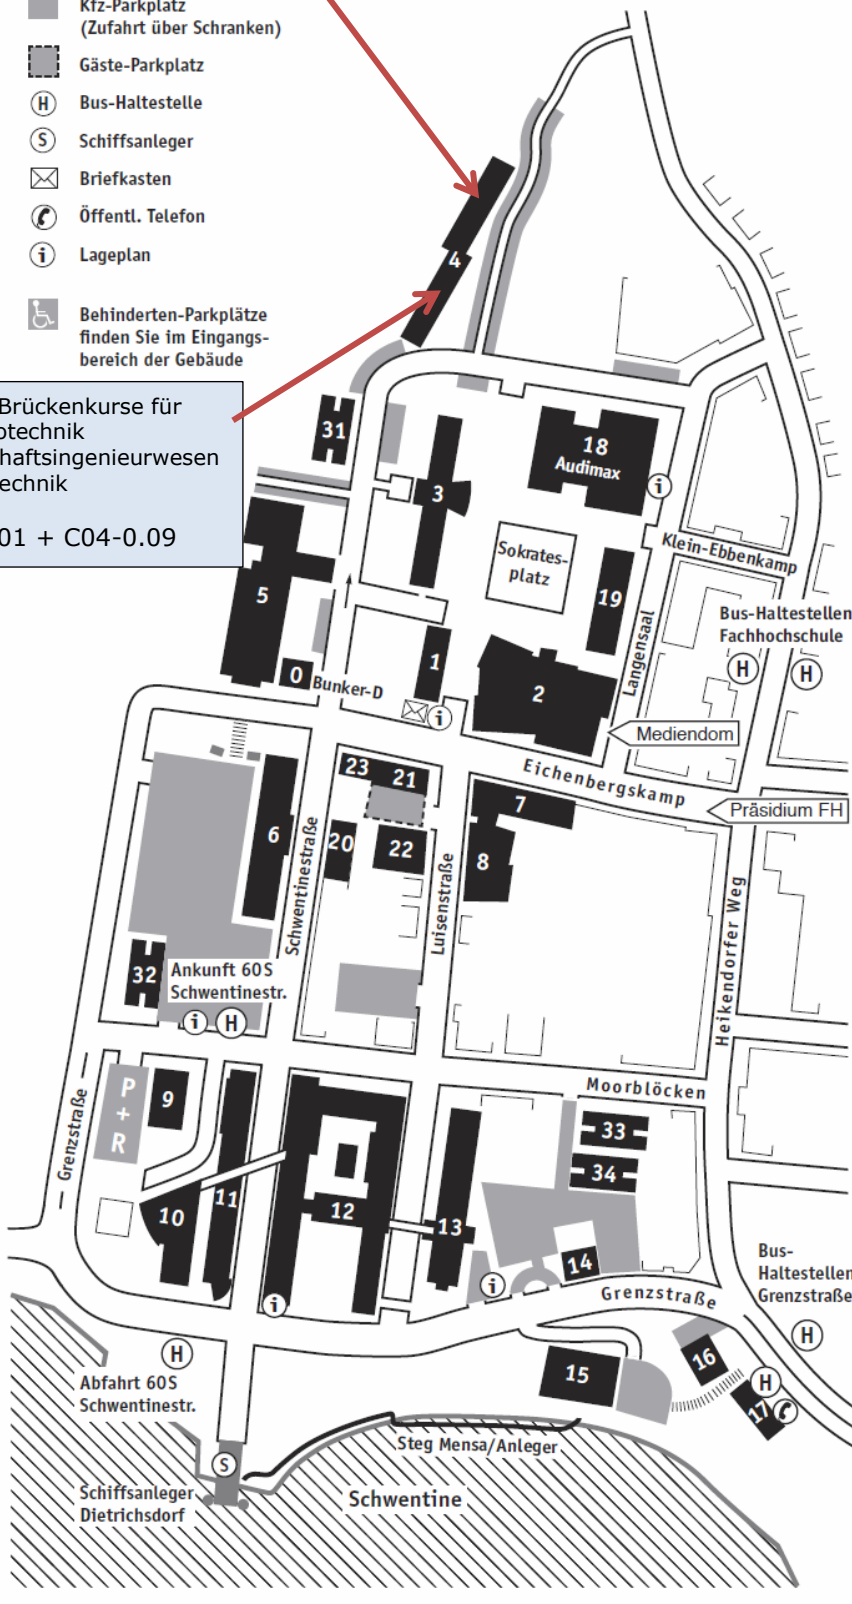 Kfz-Parkplatz
(Zufahrt über Schranken)
Gäste-Parkplatz
H Bus-Haltestelle
S Schiffsanleger
Briefkasten
Öffentl. Telefon
i Lageplan
Behinderten-Parkplätze
finden Sie im Eingangs-
bereich der Gebäude
4
Brückenkurse für
otechnik
haftsingenieurwesen
echnik
01 + C04-0.09
31
18
Audimax
i
3
Sokrates-
platz
Klein-Ebbenkamp
5
19
Bus-Haltestellen
Fachhochschule
H
H
Langensaal
1
0
Bunker-D
2
i
Mediendom
Eichenbergskamp
23
21
7
Präsidium FH
6
20
22
8
Schwentinestraße
Luisenstraße
Heikendorfer Weg
32
Ankunft 60S
Schwentinestr.
i
H
Moorblöcken
P
+
R
9
33
34
Grenzstraße
10
11
12
13
14
i
i
Bus-
Haltestellen
Grenzstraße
H
Grenzstraße
H
Abfahrt 60S
Schwentinestr.
15
16
H
17
Steg Mensa/Anleger
S
Schiffsanleger
Dietrichsdorf
Schwentine